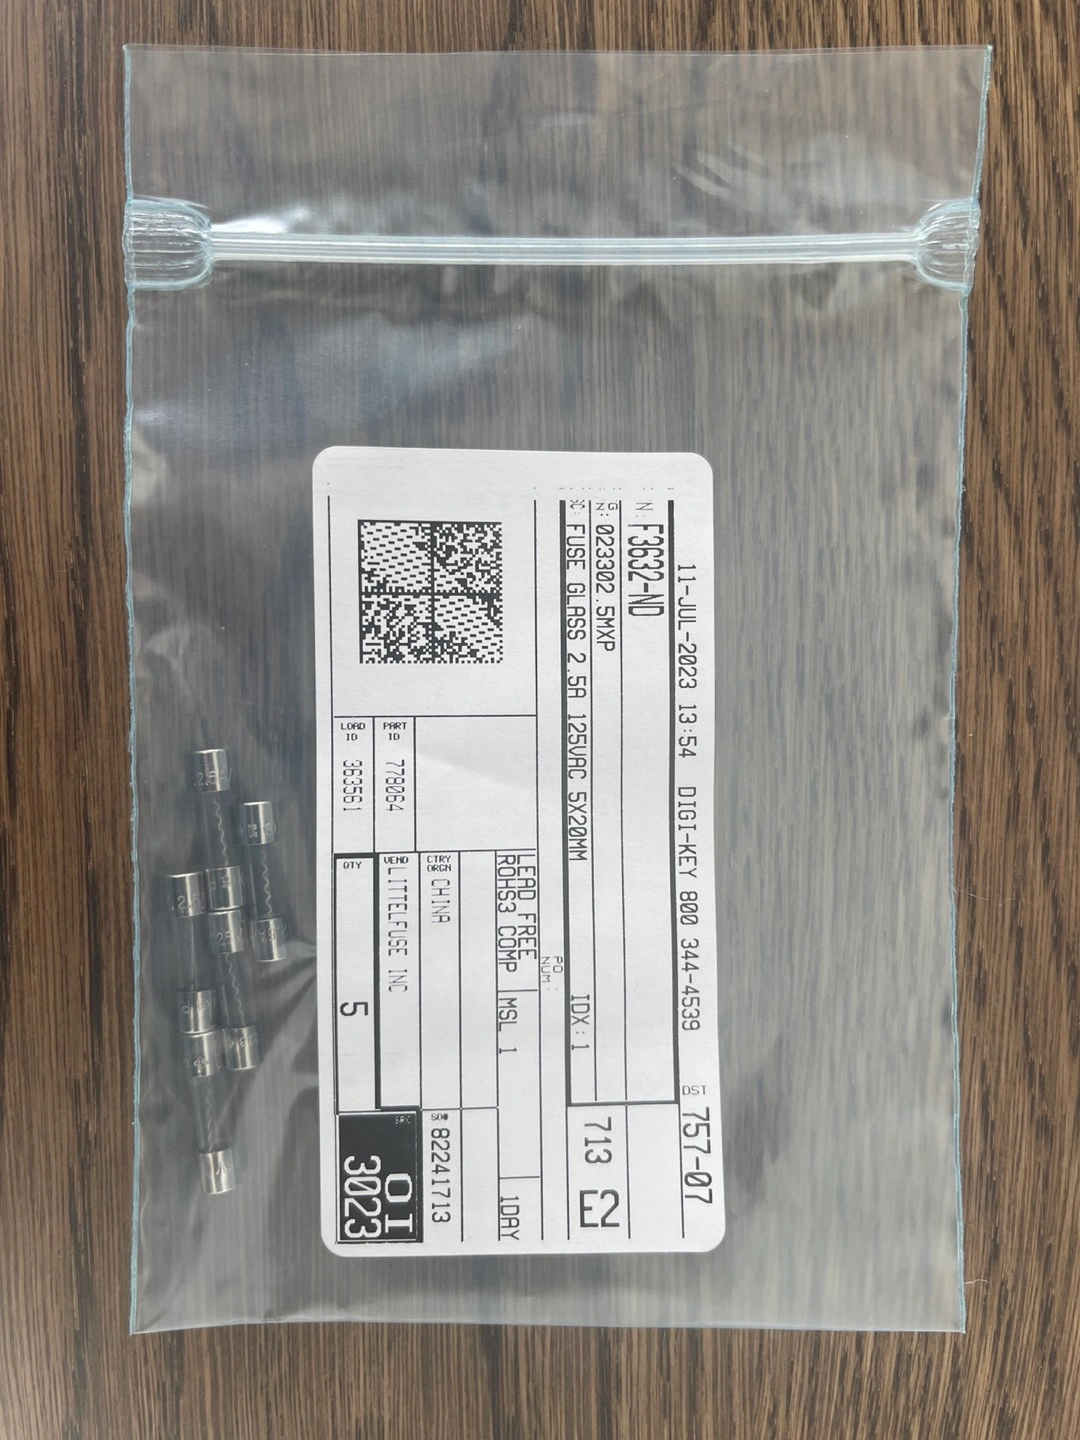 11-JUL-2023 13:54 DIGI-KEY 800 344-4539
DST 757-07
N: F3632-ND
023302.5MXP
FUSE GLASS 2.5A 125VAC 5X20MM
IDX: 1
713 E2
PO NUM:
LEAD FREE
ROHS3 COMP
MSL 1
1DAY
CTRY ORGN CHINA
SO# 82241713
PART ID 778064
VEND LITTELFUSE INC
LOAD ID 363561
QTY 5
SRC
OI
3023